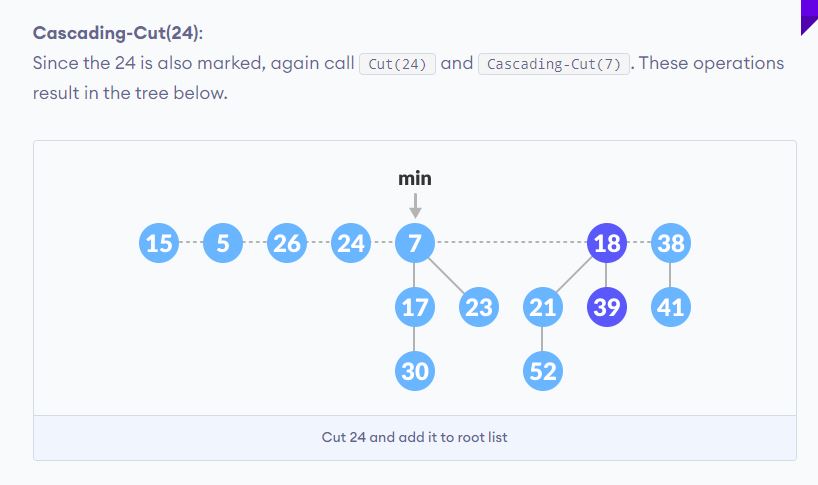 Cascading-Cut(24):
Since the 24 is also marked, again call Cut(24) and Cascading-Cut(7). These operations
result in the tree below.
min
15 5 26 24 7 18 38
17 23 21 39 41
30 52
Cut 24 and add it to root list